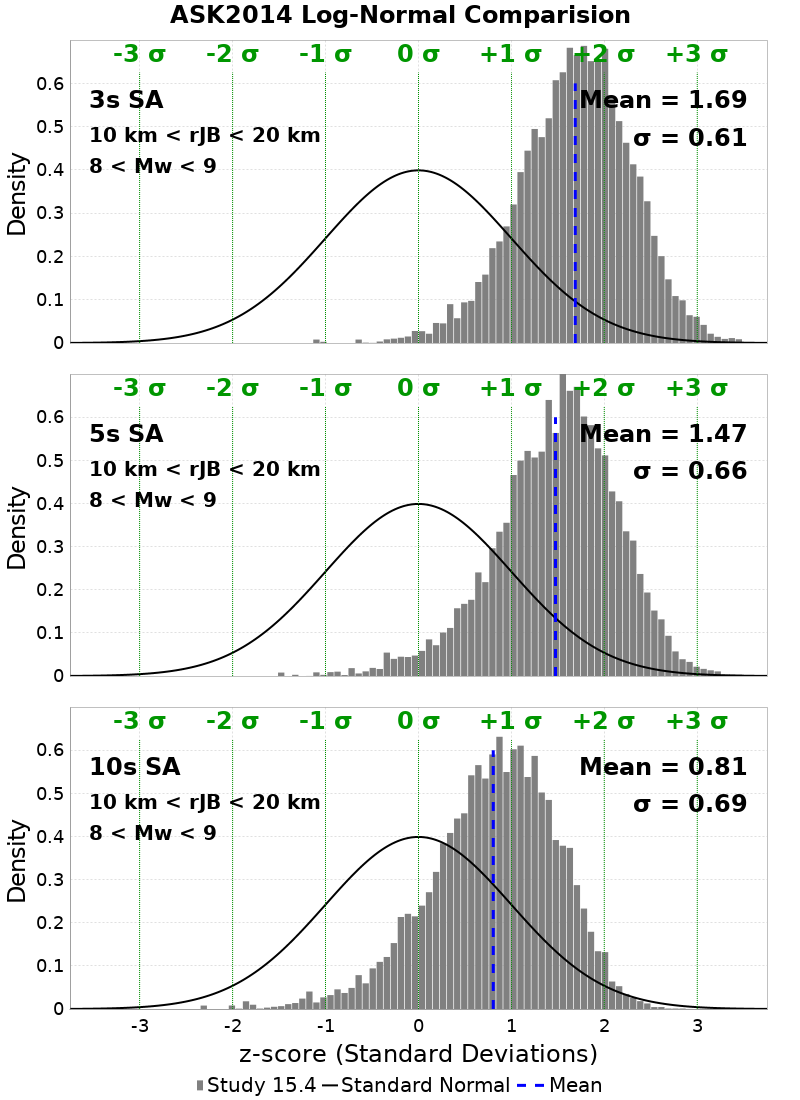 ASK2014 Log-Normal Comparision
-3 σ -2 σ -1 σ 0 σ +1 σ +2 σ +3 σ
0.6
3s SA
Mean = 1.69
0.5
10 km < rJB < 20 km
σ = 0.61
8 < Mw < 9
0.4
0.3
0.2
0.1
0
Density
-3 σ -2 σ -1 σ 0 σ +1 σ +2 σ +3 σ
0.6
5s SA
Mean = 1.47
0.5
10 km < rJB < 20 km
σ = 0.66
8 < Mw < 9
0.4
0.3
0.2
0.1
0
Density
-3 σ -2 σ -1 σ 0 σ +1 σ +2 σ +3 σ
0.6
10s SA
Mean = 0.81
0.5
10 km < rJB < 20 km
σ = 0.69
8 < Mw < 9
0.4
0.3
0.2
0.1
0
Density
-3 -2 -1 0 1 2 3
z-score (Standard Deviations)
Study 15.4 Standard Normal Mean